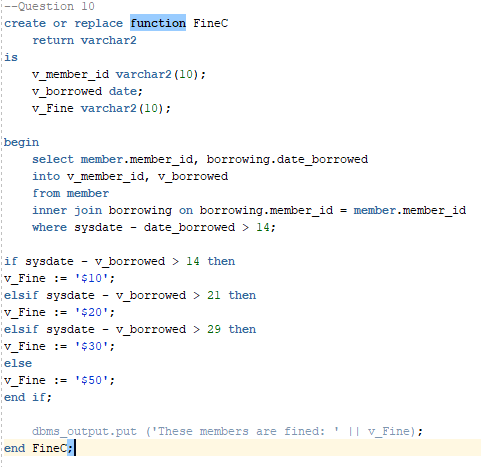 --Question 10
create or replace function FineC
return varchar2
is
v_member_id varchar2(10);
v_borrowed date;
v_Fine varchar2(10);
begin
select member.member_id, borrowing.date_borrowed
into v_member_id, v_borrowed
from member
inner join borrowing on borrowing.member_id = member.member_id
where sysdate - date_borrowed > 14;
if sysdate - v_borrowed > 14 then
v_Fine := '$10';
elsif sysdate - v_borrowed > 21 then
v_Fine := '$20';
elsif sysdate - v_borrowed > 29 then
v_Fine := '$30';
else
v_Fine := '$50';
end if;
dbms_output.put ('These members are fined: ' || v_Fine);
end FineC;